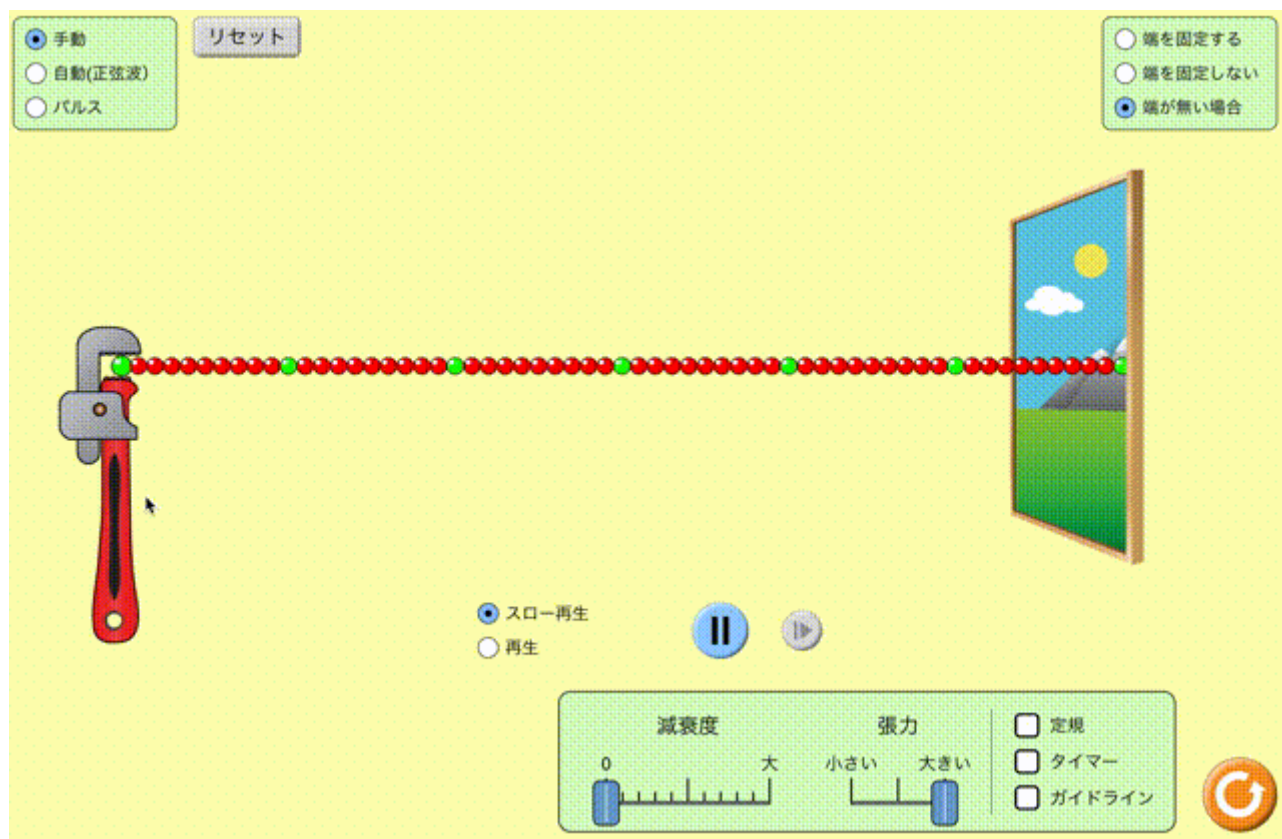 手動
自動(正弦波)
パルス
リセット
端を固定する
端を固定しない
端が無い場合
スロー再生
再生
減衰度
0 大
張力
小さい 大きい
定規
タイマー
ガイドライン